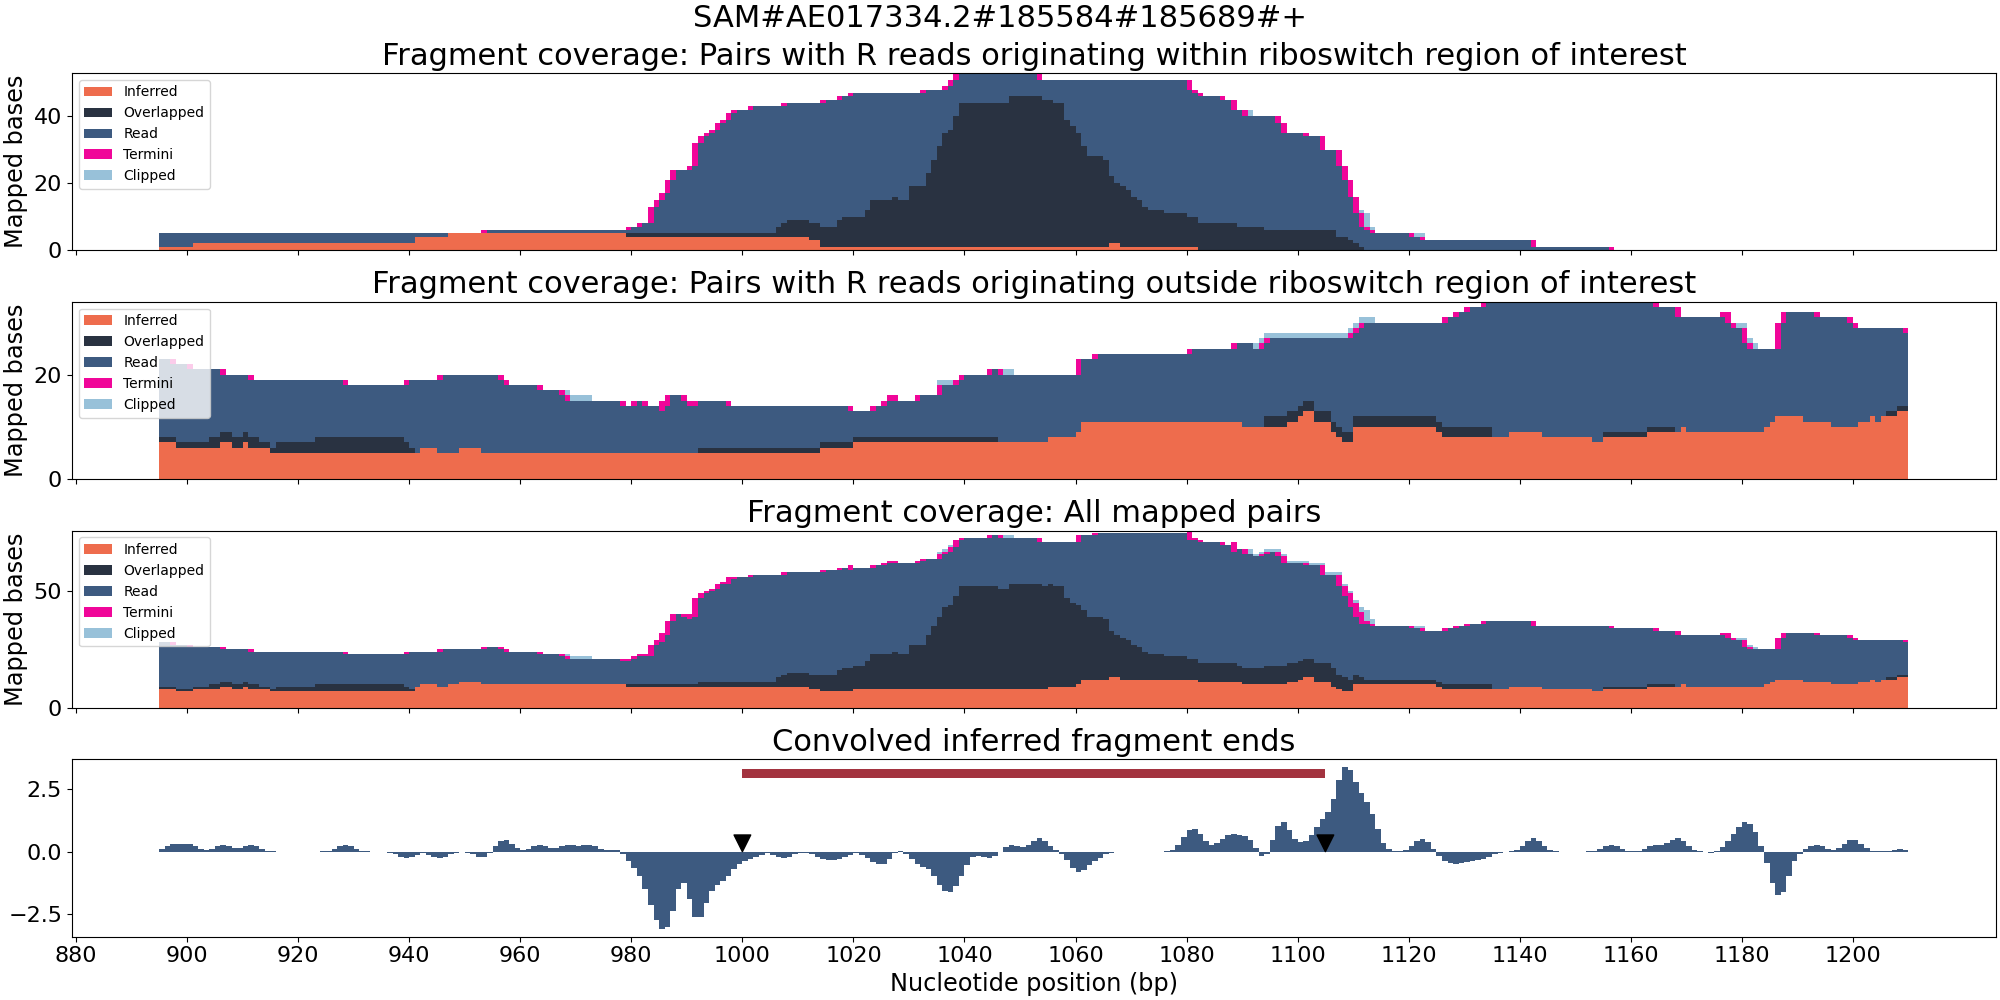 SAM#AE017334.2#185584#185689#+
Fragment coverage: Pairs with R reads originating within riboswitch region of interest
Mapped bases
40
20
0
Inferred
Overlapped
Read
Termini
Clipped
Fragment coverage: Pairs with R reads originating outside riboswitch region of interest
Mapped bases
20
0
Inferred
Overlapped
Read
Termini
Clipped
Fragment coverage: All mapped pairs
Mapped bases
50
0
Inferred
Overlapped
Read
Termini
Clipped
Convolved inferred fragment ends
2.5
0.0
−2.5
880 900 920 940 960 980 1000 1020 1040 1060 1080 1100 1120 1140 1160 1180 1200
Nucleotide position (bp)